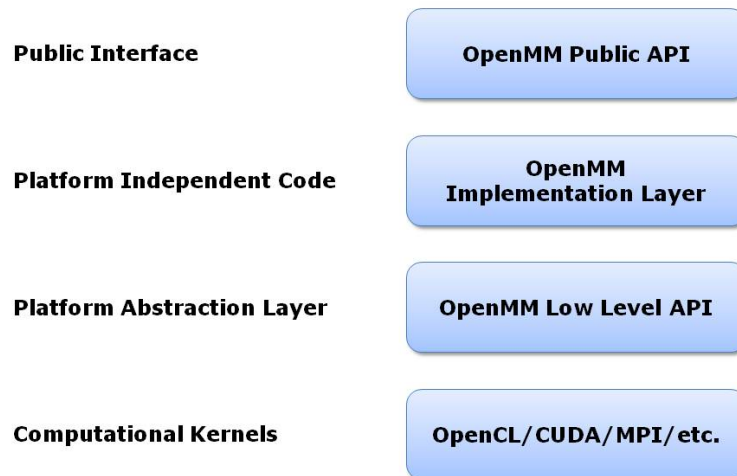 Public Interface
OpenMM Public API
Platform Independent Code
OpenMM
Implementation Layer
Platform Abstraction Layer
OpenMM Low Level API
Computational Kernels
OpenCL/CUDA/MPI/etc.